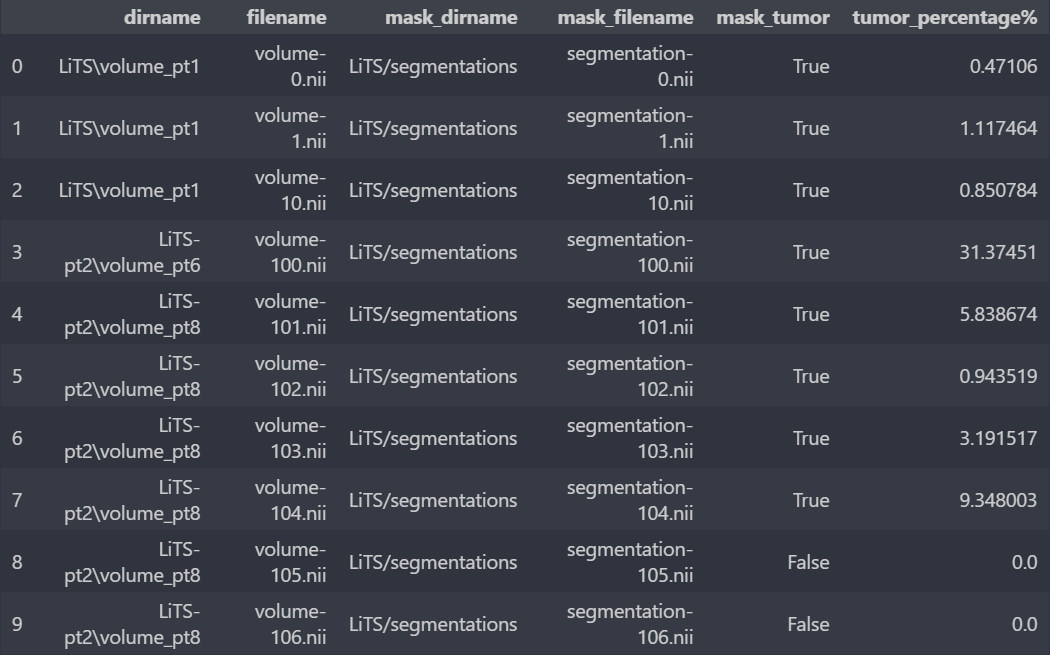 dirname filename mask_dirname mask_filename mask_tumor tumor_percentage%
0 LiTS\volume_pt1 volume-0.nii LiTS/segmentations segmentation-0.nii True 0.47106
1 LiTS\volume_pt1 volume-1.nii LiTS/segmentations segmentation-1.nii True 1.117464
2 LiTS\volume_pt1 volume-10.nii LiTS/segmentations segmentation-10.nii True 0.850784
3 LiTS-pt2\volume_pt6 volume-100.nii LiTS/segmentations segmentation-100.nii True 31.37451
4 LiTS-pt2\volume_pt8 volume-101.nii LiTS/segmentations segmentation-101.nii True 5.838674
5 LiTS-pt2\volume_pt8 volume-102.nii LiTS/segmentations segmentation-102.nii True 0.943519
6 LiTS-pt2\volume_pt8 volume-103.nii LiTS/segmentations segmentation-103.nii True 3.191517
7 LiTS-pt2\volume_pt8 volume-104.nii LiTS/segmentations segmentation-104.nii True 9.348003
8 LiTS-pt2\volume_pt8 volume-105.nii LiTS/segmentations segmentation-105.nii False 0.0
9 LiTS-pt2\volume_pt8 volume-106.nii LiTS/segmentations segmentation-106.nii False 0.0